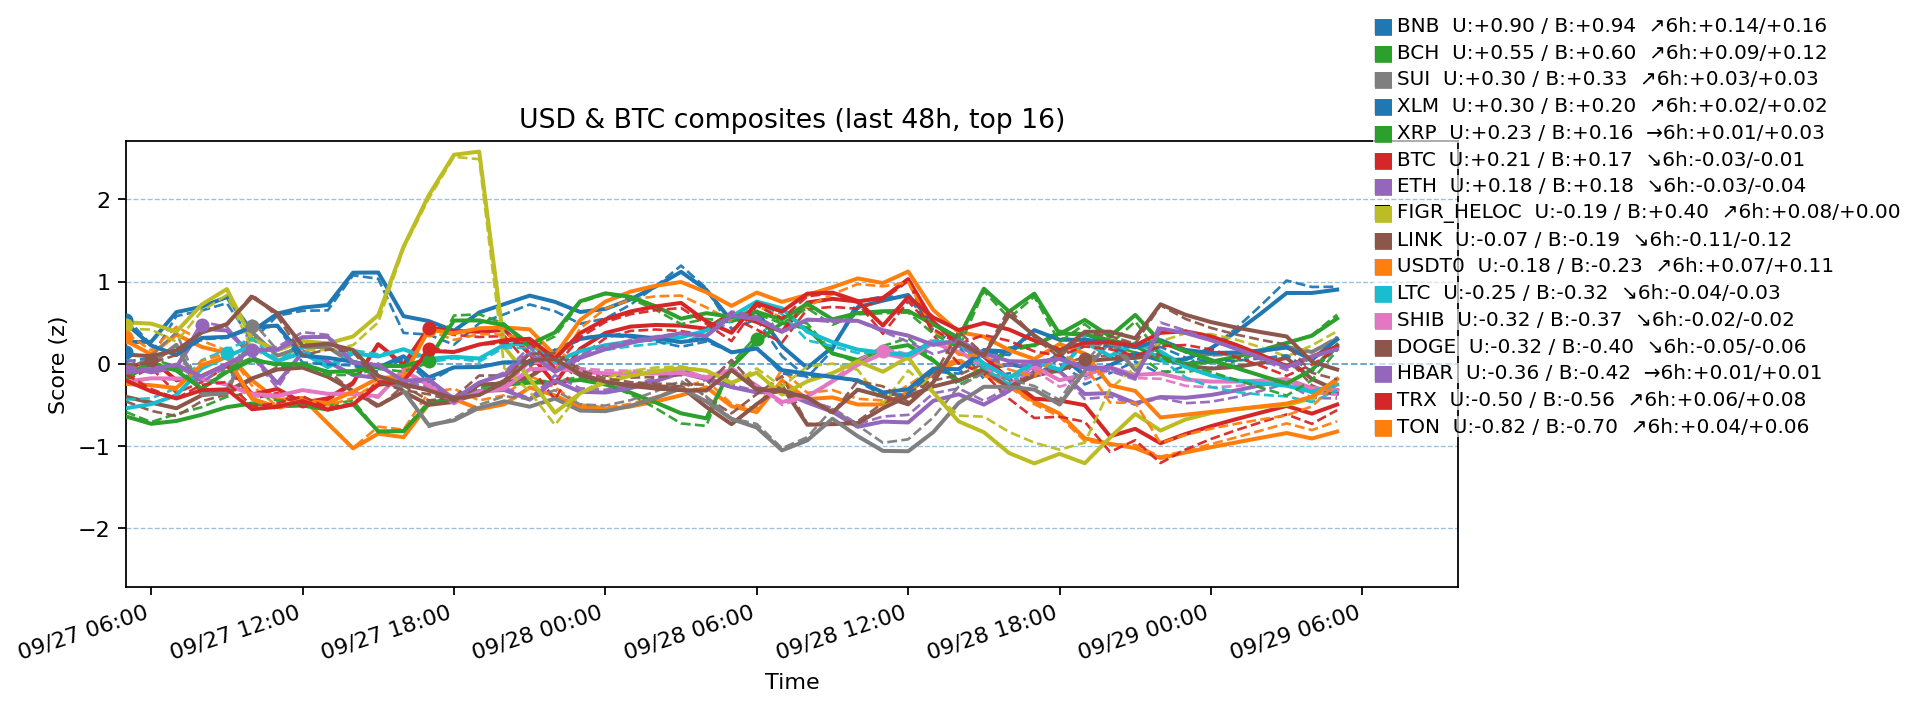 BNB U:+0.90 / B:+0.94 ↗6h:+0.14/+0.16
BCH U:+0.55 / B:+0.60 ↗6h:+0.09/+0.12
SUI U:+0.30 / B:+0.33 ↗6h:+0.03/+0.03
XLM U:+0.30 / B:+0.20 ↗6h:+0.02/+0.02
XRP U:+0.23 / B:+0.16 →6h:+0.01/+0.03
BTC U:+0.21 / B:+0.17 ↘6h:-0.03/-0.01
ETH U:+0.18 / B:+0.18 ↘6h:-0.03/-0.04
FIGR_HELOC U:-0.19 / B:+0.40 ↗6h:+0.08/+0.00
LINK U:-0.07 / B:-0.19 ↘6h:-0.11/-0.12
USDT0 U:-0.18 / B:-0.23 ↗6h:+0.07/+0.11
LTC U:-0.25 / B:-0.32 ↘6h:-0.04/-0.03
SHIB U:-0.32 / B:-0.37 ↘6h:-0.02/-0.02
DOGE U:-0.32 / B:-0.40 ↘6h:-0.05/-0.06
HBAR U:-0.36 / B:-0.42 →6h:+0.01/+0.01
TRX U:-0.50 / B:-0.56 ↗6h:+0.06/+0.08
TON U:-0.82 / B:-0.70 ↗6h:+0.04/+0.06
USD & BTC composites (last 48h, top 16)
Score (z)
2
1
0
−1
−2
09/27 06:00
09/27 12:00
09/27 18:00
09/28 00:00
09/28 06:00
09/28 12:00
09/28 18:00
09/29 00:00
09/29 06:00
Time